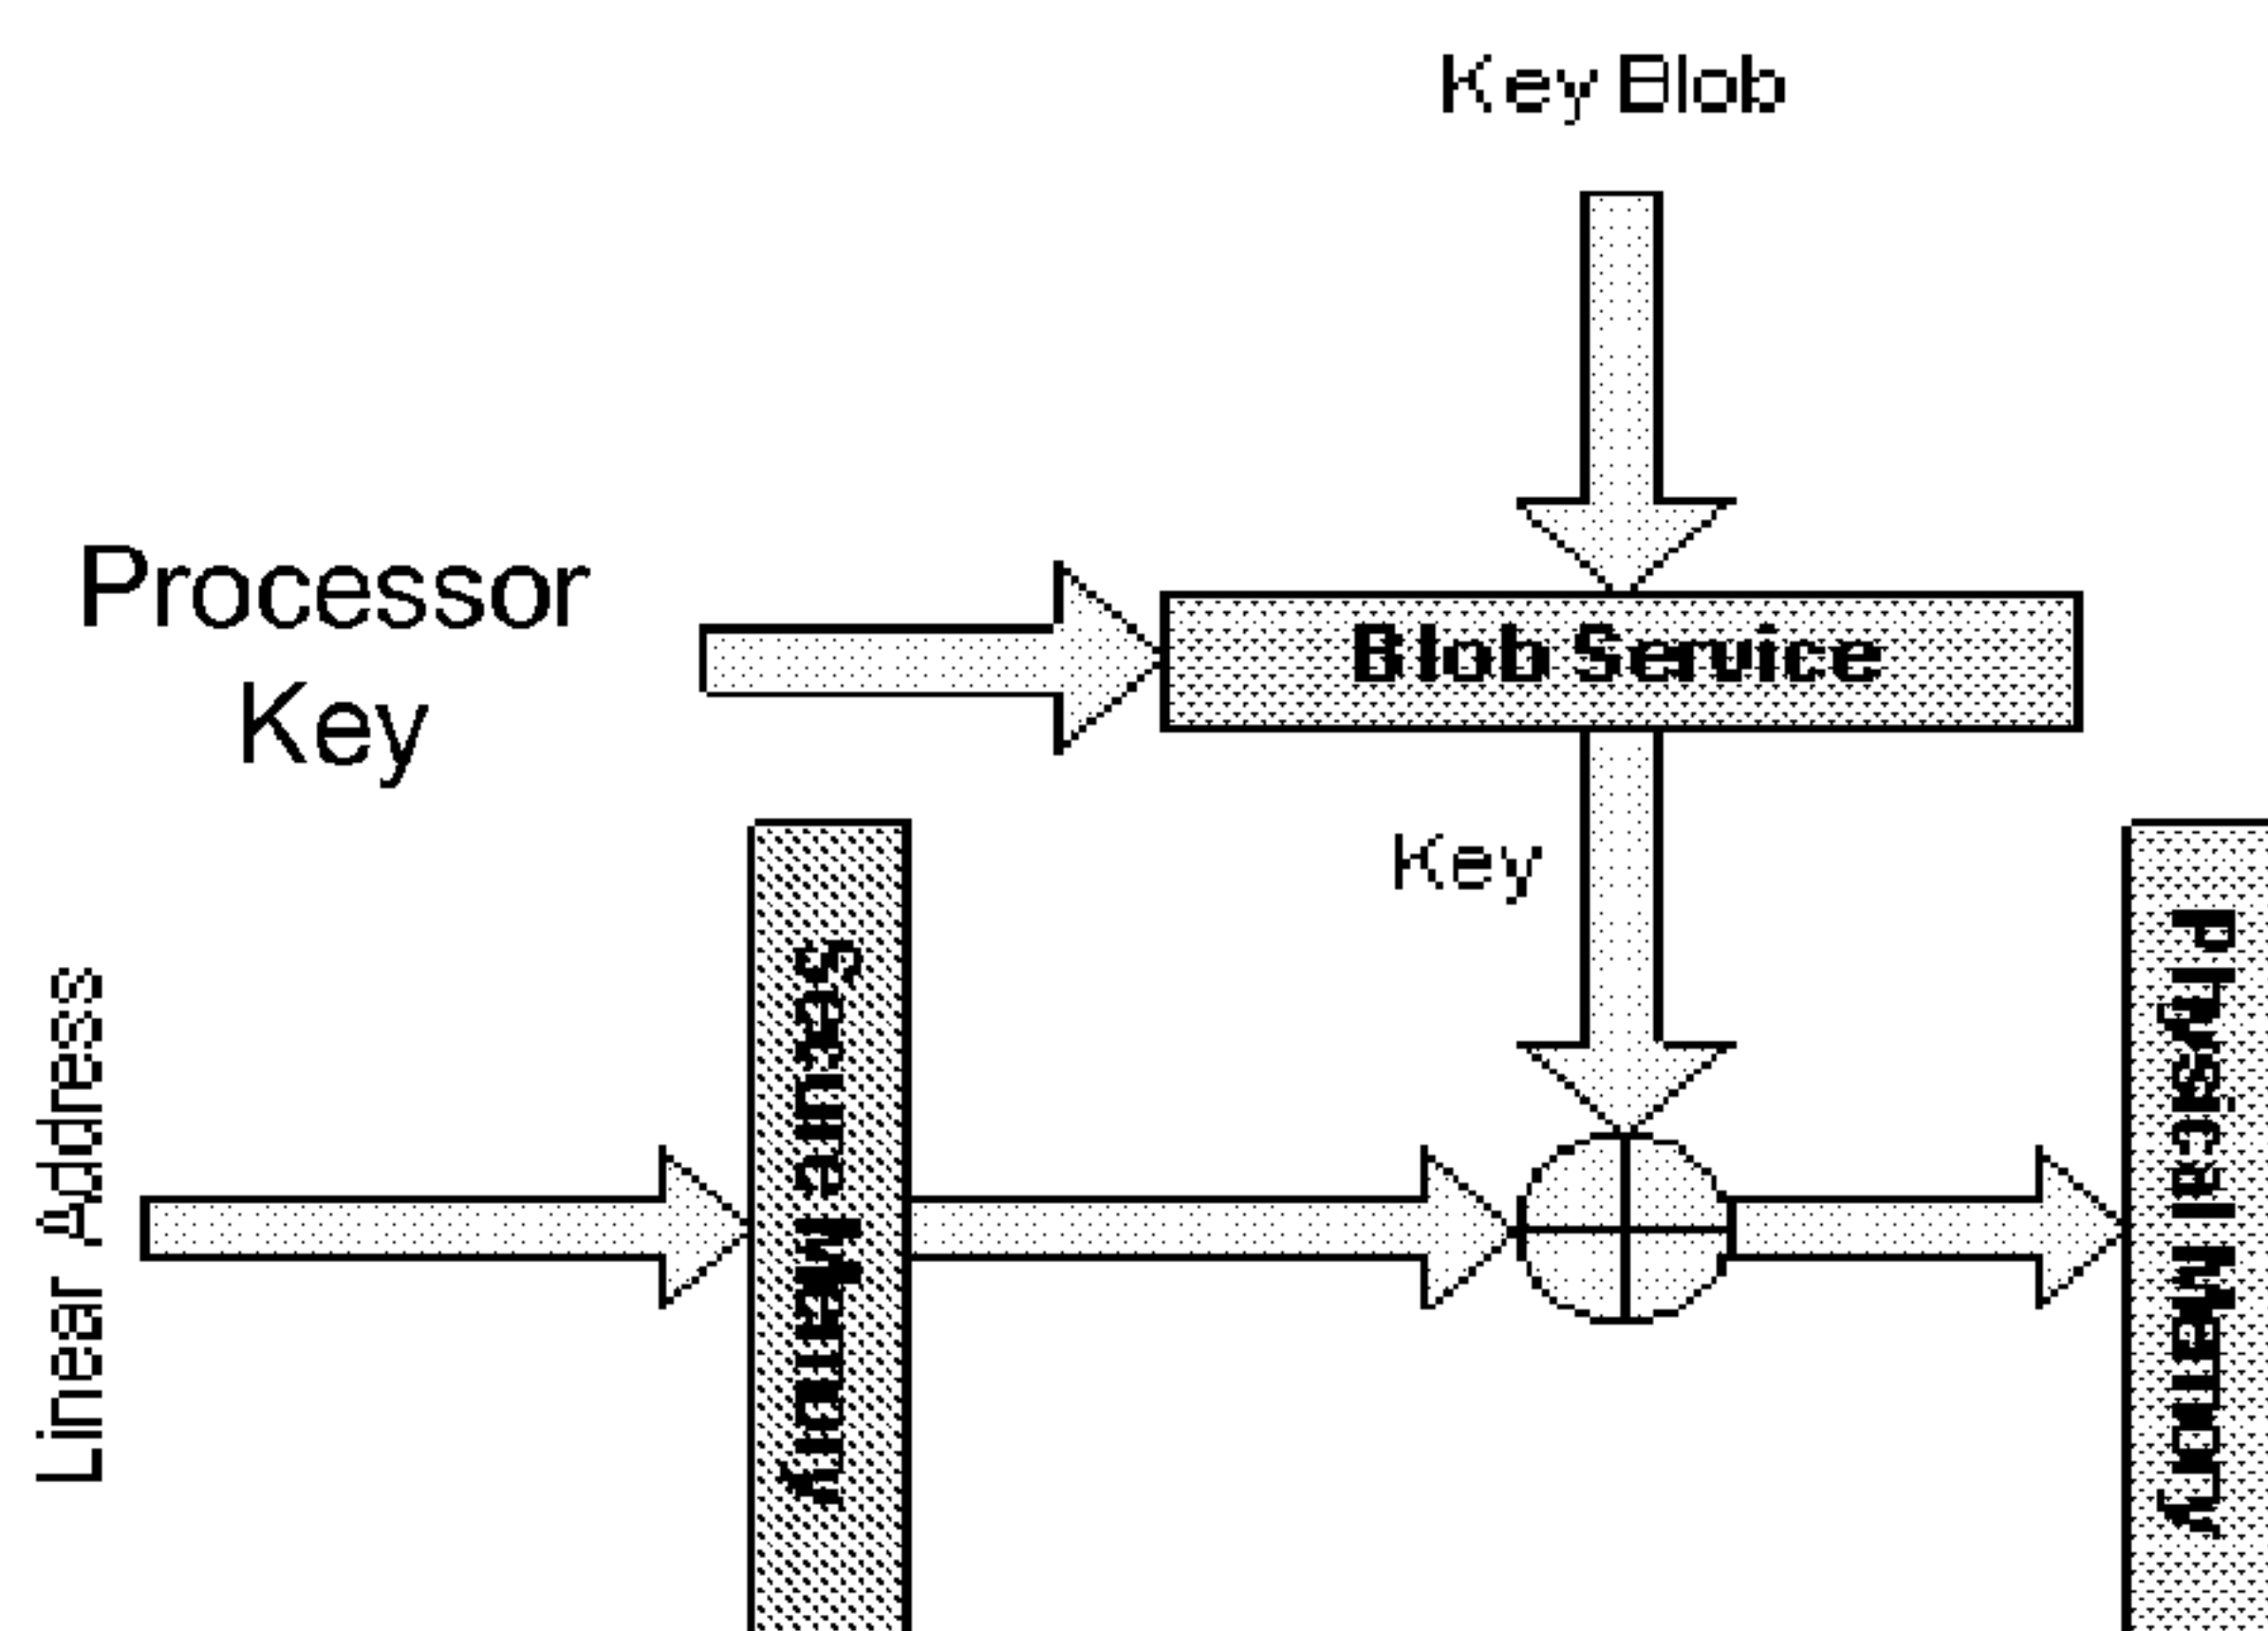 Key Blob
Processor
Key
Blob Service
Key
Linear Address
Secure Memory
Physical Memory